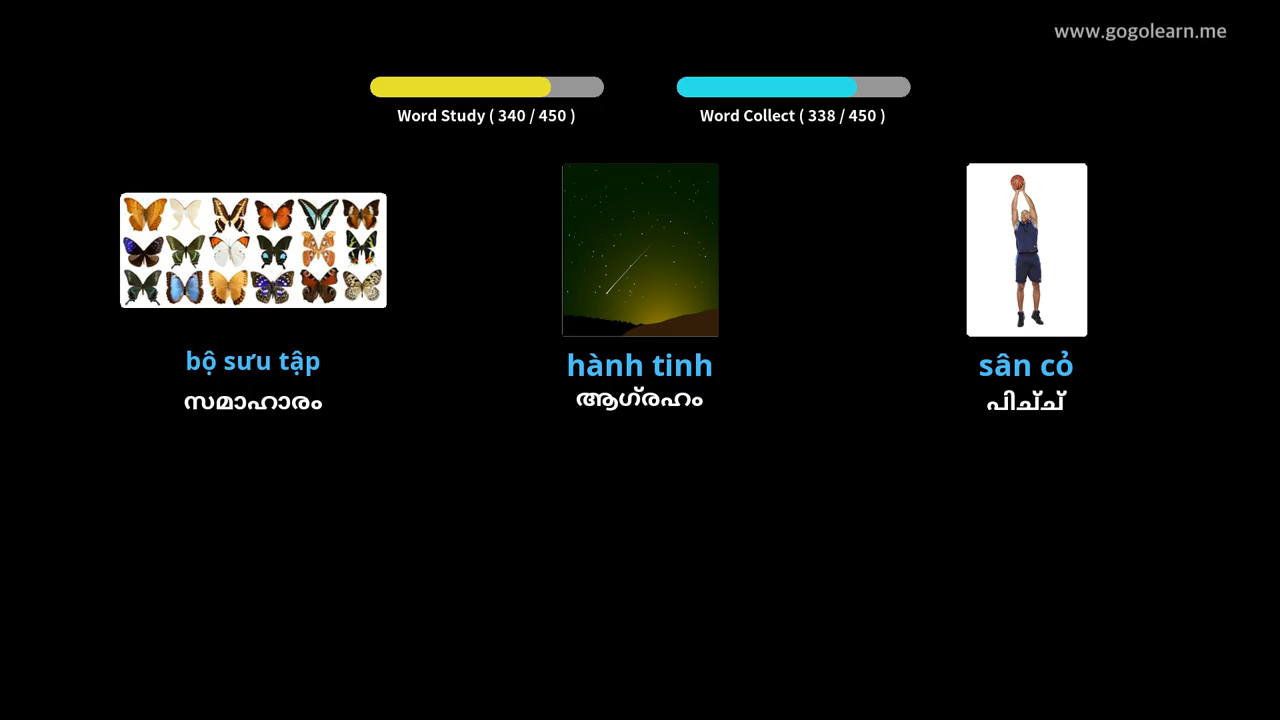 www.gogolearn.me
Word Study ( 340 / 450 )
Word Collect ( 338 / 450 )
bộ sưu tập
സമാഹാരം
hành tinh
ആഗ്രഹം
sân cỏ
പിച്ച്